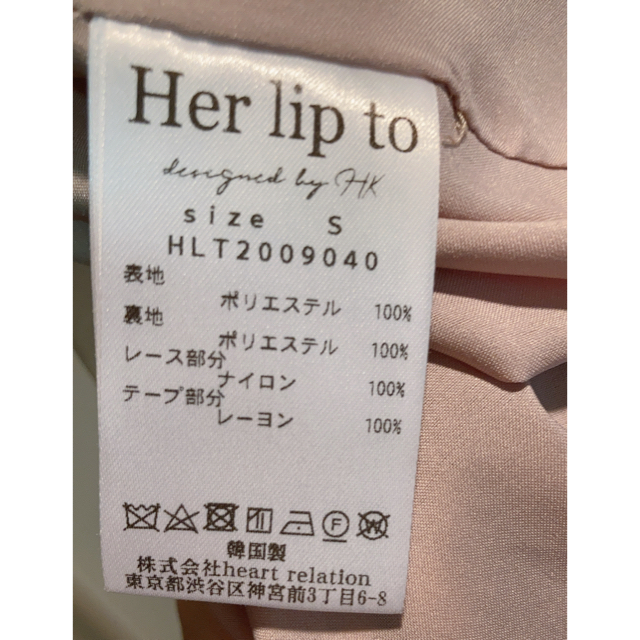 Her lip to
designed by HK
size S
HLT2009040
表地
ポリエステル 100%
裏地
ポリエステル 100%
レース部分
ナイロン 100%
テープ部分
レーヨン 100%
F
W
韓国製
株式会社heart relation
東京都渋谷区神宮前3丁目6-8